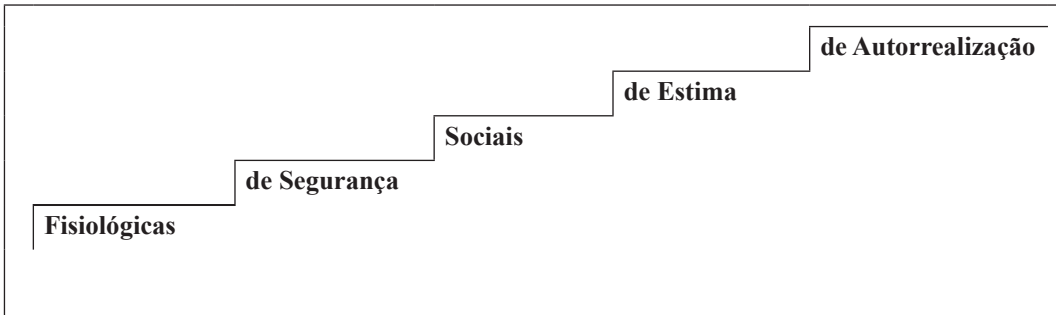 de Autorrealização
de Estima
Sociais
de Segurança
Fisiológicas